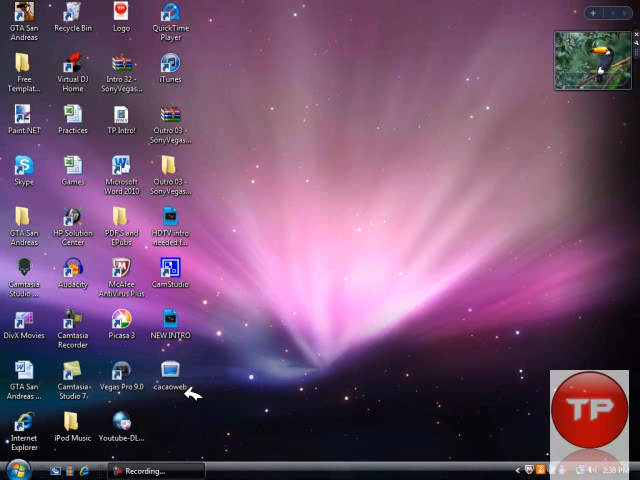 GTA San
Andreas
Recycle Bin
TP
Logo
QuickTime
Player
Free
Templat...
Virtual DJ
Home
Intro 32 -
SonyVegas...
iTunes
Paint.NET
Practices
TP Intro!
Outro 03 -
SonyVegas...
Skype
Games
Microsoft
Word 2010
Outro 03 -
SonyVegas...
GTA San
Andreas
HP Solution
Center
PDF'S and
EPubs
HDTV intro
needed f...
Camtasia
Studio ...
Audacity
McAfee
AntiVirus Plus
CamStudio
DivX Movies
Camtasia
Recorder
Picasa 3
NEW INTRO
GTA San
Andreas ...
Camtasia
Studio 7
Vegas Pro 9.0
cacaoweb
Internet
Explorer
iPod Music
Youtube-DL...
TP
Recording...
2:38 PM